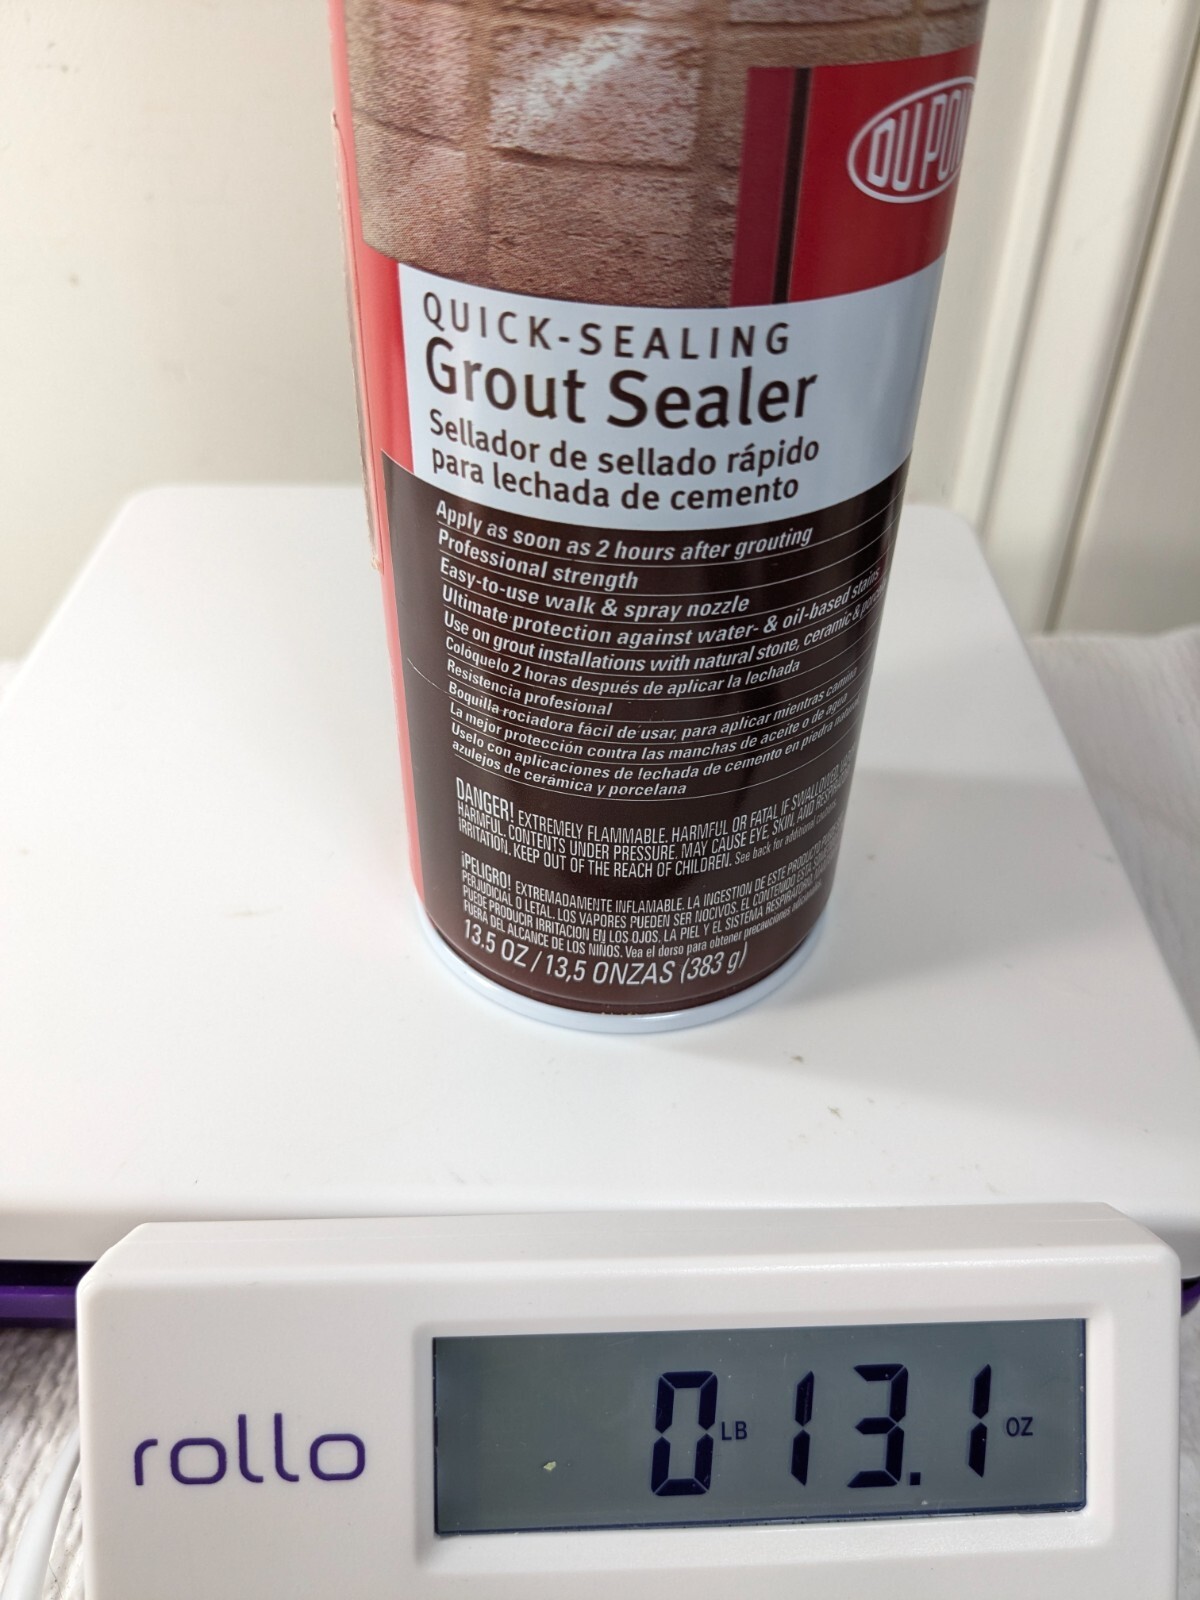 DU PON
QUICK-SEALING
Grout Sealer
Sellador de sellado rápido
para lechada de cemento
Apply as soon as 2 hours after grouting
Professional strength
Easy-to-use walk & spray nozzle
Ultimate protection against water- & oil-based stains
Use on grout installations with natural stone, ceramic &
Colóquelo 2 horas después de aplicar la lechada
Resistencia profesional
Boquilla rociadora fácil de usar, para aplicar mientras camina
La mejor protección contra las manchas de aceite o de agua
Uselo con aplicaciones de lechada de cemento en piedra
azulejos de cerámica y porcelana
DANGER! EXTREMELY FLAMMABLE. HARMFUL OR FATAL IF SWALLOWED.
HARMFUL. CONTENTS UNDER PRESSURE. MAY CAUSE EYE, SKIN, AND
IRRITATION. KEEP OUT OF THE REACH OF CHILDREN. See back for additional
¡PELIGRO! EXTREMADAMENTE INFLAMABLE. LA INGESTION DE ESTE PRODUCTO
PERJUDICIAL O LETAL. LOS VAPORES PUEDEN SER NOCIVOS. EL CONTENIDO ESTA
PUEDE PRODUCIR IRRITACION EN LOS OJOS, LA PIEL Y EL SISTEMA
FUERA DEL ALCANCE DE LOS NIÑOS. Vea el dorso para obtener precauciones
13.5 OZ / 13,5 ONZAS (383 g)
rollo
0 LB 13.1 OZ